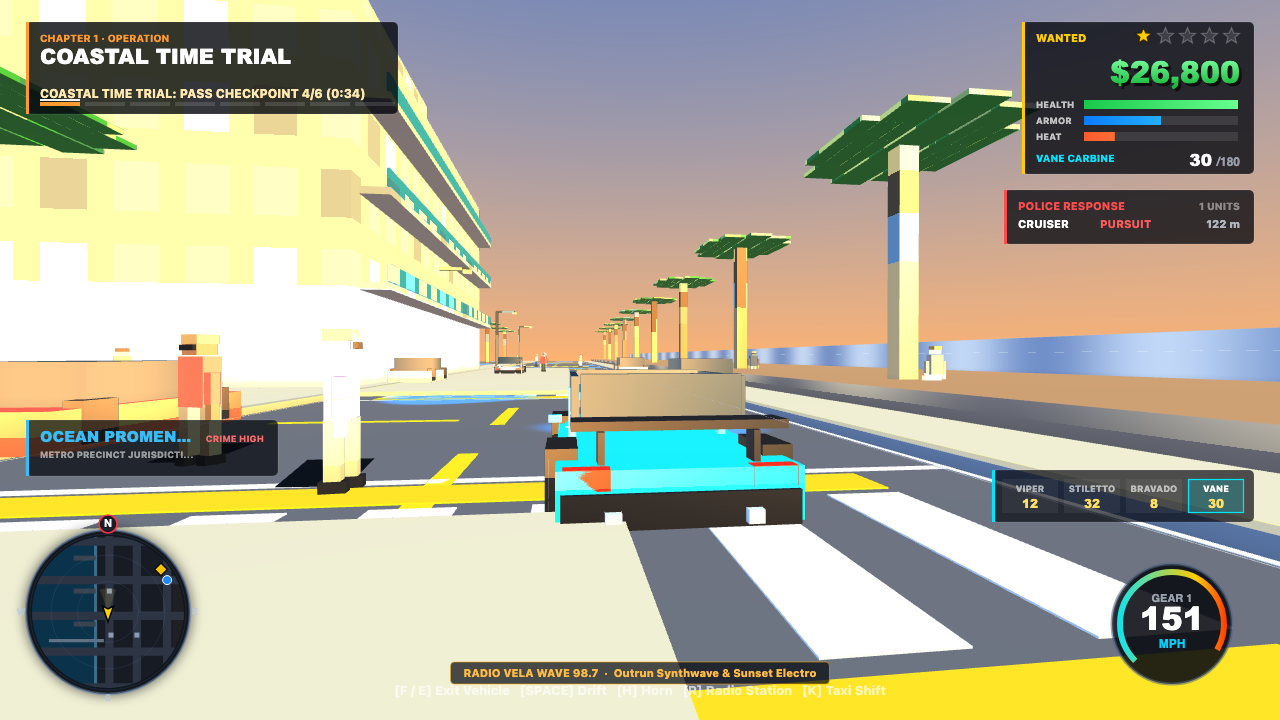 CHAPTER 1 · OPERATION
COASTAL TIME TRIAL
COASTAL TIME TRIAL: PASS CHECKPOINT 4/6 (0:34)
WANTED
$26,800
HEALTH
ARMOR
HEAT
VANE CARBINE 30 /180
POLICE RESPONSE 1 UNITS
CRUISER PURSUIT 122 m
OCEAN PROMEN... CRIME HIGH
METRO PRECINCT JURISDICTI...
VIPER STILETTO BRAVADO VANE
12 32 8 30
N
GEAR 1
151
MPH
RADIO VELA WAVE 98.7 · Outrun Synthwave & Sunset Electro
[F / E] Exit Vehicle [SPACE] Drift [H] Horn [R] Radio Station [K] Taxi Shift